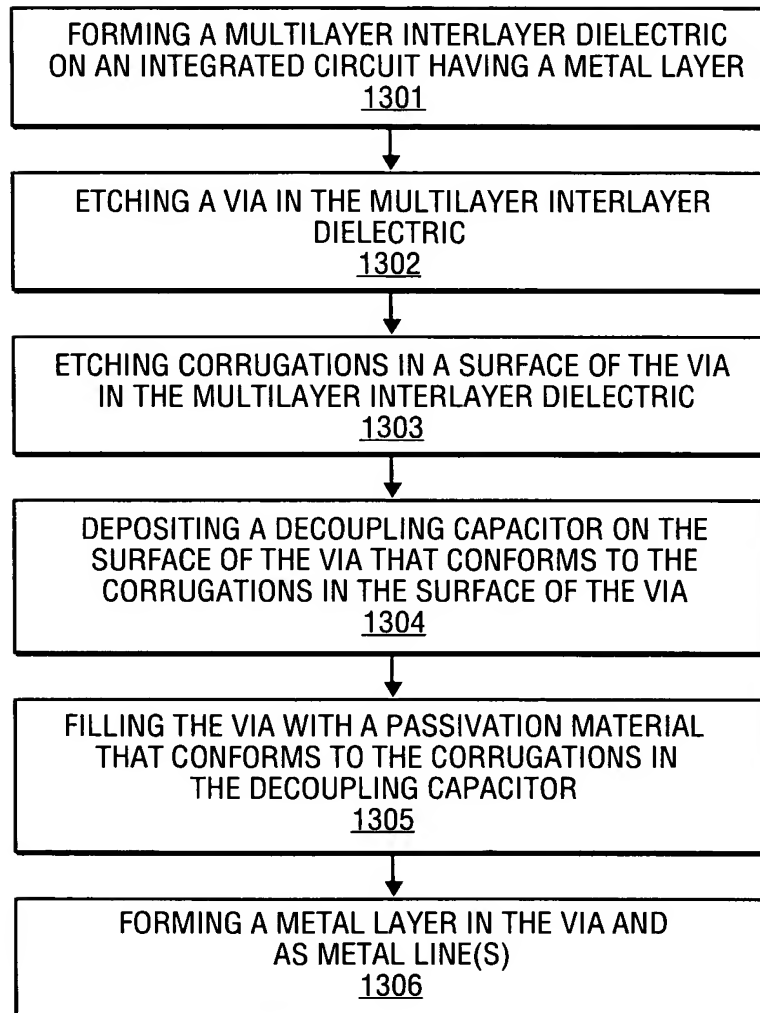 FORMING A MULTILAYER INTERLAYER DIELECTRIC
ON AN INTEGRATED CIRCUIT HAVING A METAL LAYER
1301
ETCHING A VIA IN THE MULTILAYER INTERLAYER
DIELECTRIC
1302
ETCHING CORRUGATIONS IN A SURFACE OF THE VIA
IN THE MULTILAYER INTERLAYER DIELECTRIC
1303
DEPOSITING A DECOUPLING CAPACITOR ON THE
SURFACE OF THE VIA THAT CONFORMS TO THE
CORRUGATIONS IN THE SURFACE OF THE VIA
1304
FILLING THE VIA WITH A PASSIVATION MATERIAL
THAT CONFORMS TO THE CORRUGATIONS IN
THE DECOUPLING CAPACITOR
1305
FORMING A METAL LAYER IN THE VIA AND
AS METAL LINE(S)
1306